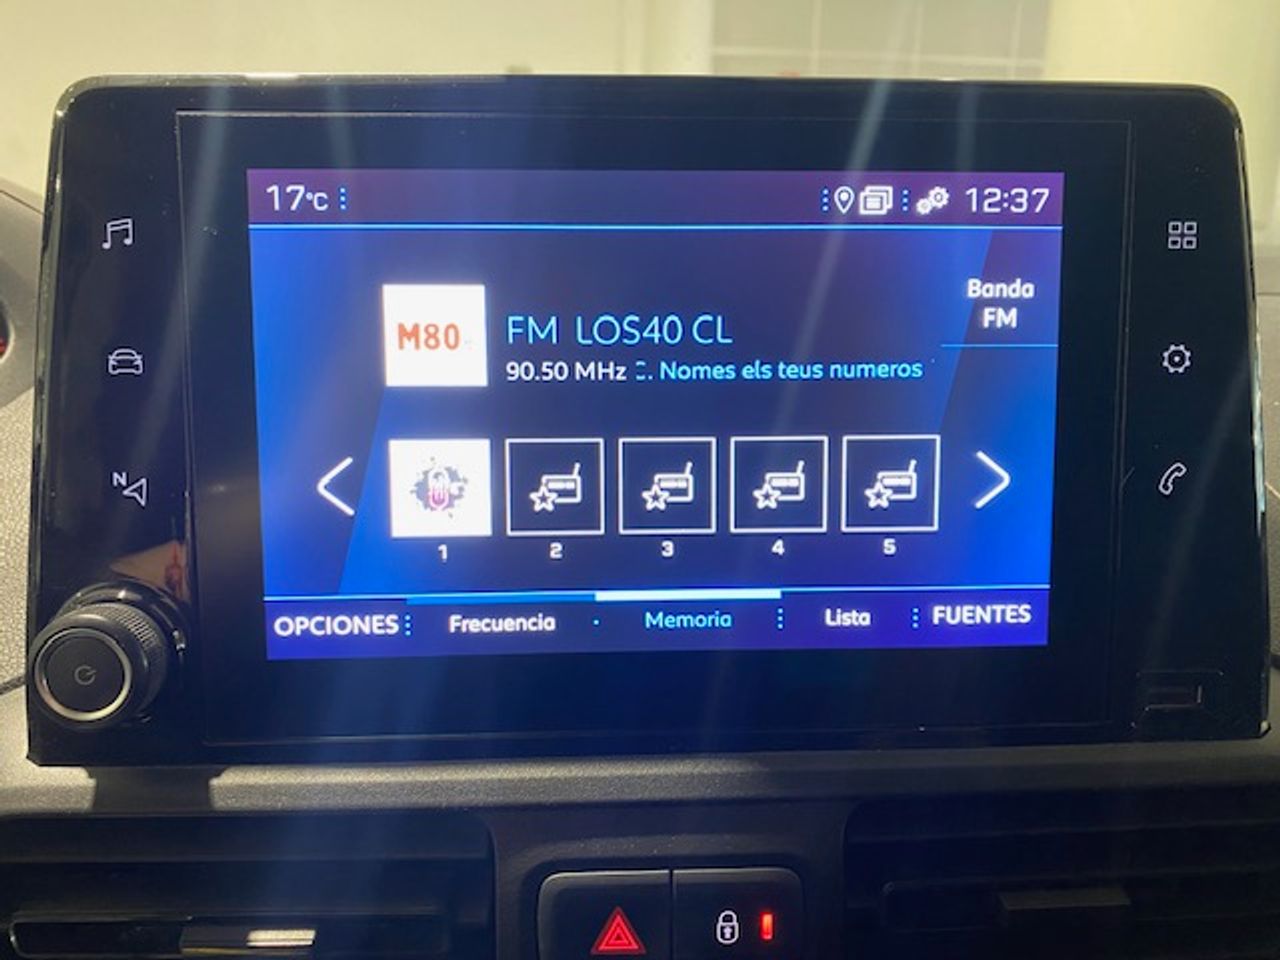 17°C
12:37
Banda
FM
M80
FM LOS40 CL
90.50 MHz
. Nomes els teus numeros
N
1
2
3
4
5
OPCIONES
Frecuencia
Memoria
Lista
FUENTES